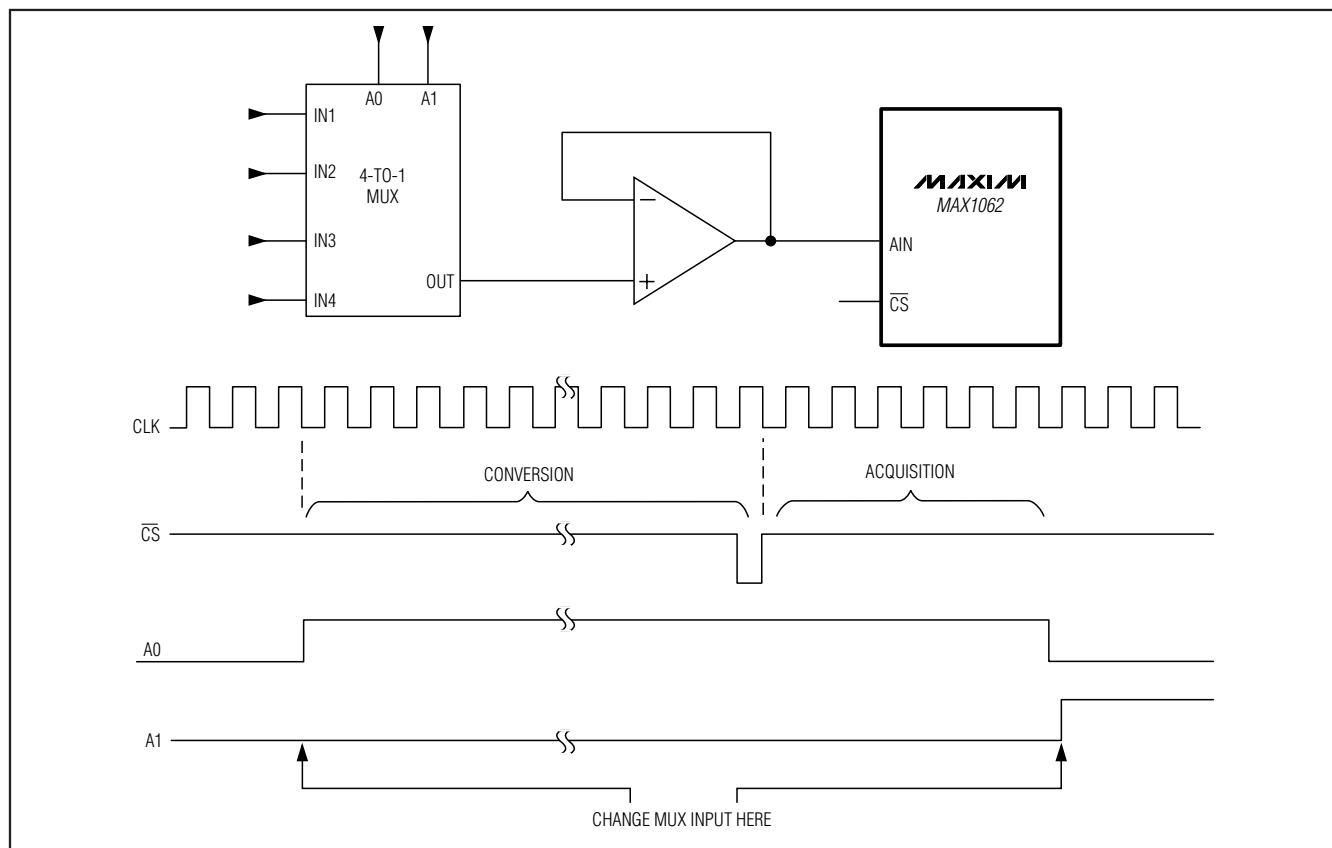 A0 A1
IN1
IN2
4-TO-1
MUX
IN3
OUT
IN4
MAXIM
MAX1062
AIN
CS
CLK
CONVERSION
ACQUISITION
CS
A0
A1
CHANGE MUX INPUT HERE